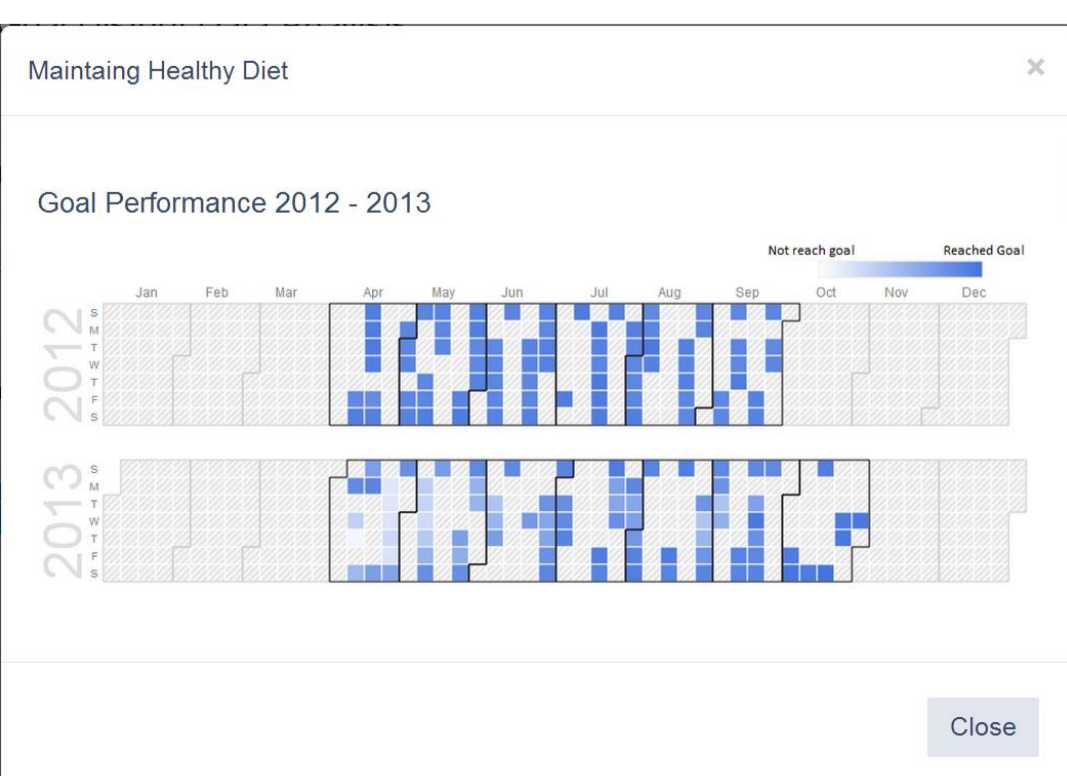 Maintaing Healthy Diet ×
Goal Performance 2012 - 2013
Not reach goal Reached Goal
Jan Feb Mar Apr May Jun Jul Aug Sep Oct Nov Dec
2012
S
M
T
W
T
F
S
2013
S
M
T
W
T
F
S
Close